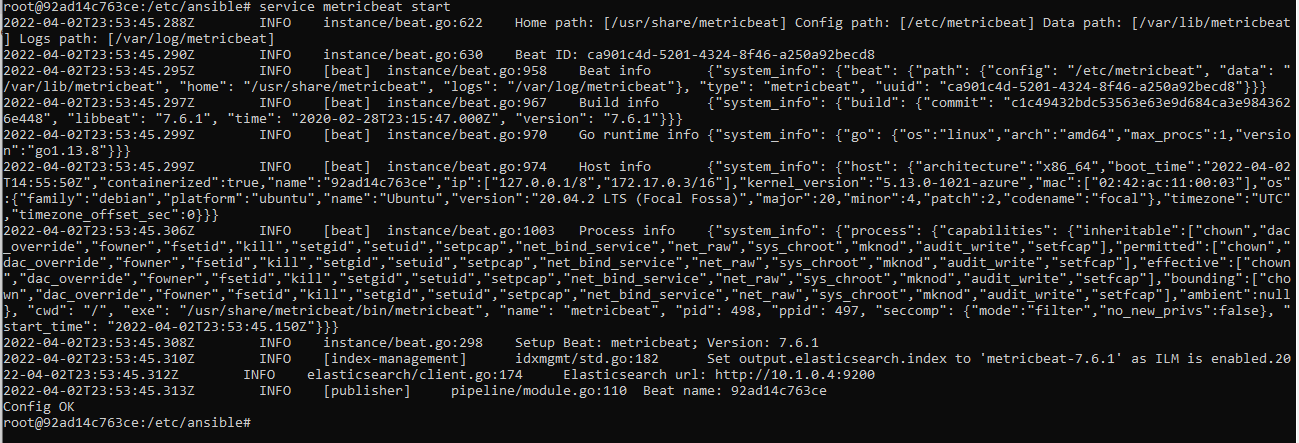 root@92ad14c763ce:/etc/ansible# service metricbeat start
2022-04-02T23:53:45.288Z        INFO    instance/beat.go:622    Home path: [/usr/share/metricbeat] Config path: [/etc/metricbeat] Data path: [/var/lib/metricbeat
] Logs path: [/var/log/metricbeat]
2022-04-02T23:53:45.290Z        INFO    instance/beat.go:630    Beat ID: ca901c4d-5201-4324-8f46-a250a92becd8
2022-04-02T23:53:45.295Z        INFO    [beat]  instance/beat.go:958    Beat info       {"system_info": {"beat": {"path": {"config": "/etc/metricbeat", "data": "
/var/lib/metricbeat", "home": "/usr/share/metricbeat", "logs": "/var/log/metricbeat"}, "type": "metricbeat", "uuid": "ca901c4d-5201-4324-8f46-a250a92becd8"}}}
2022-04-02T23:53:45.297Z        INFO    [beat]  instance/beat.go:967    Build info      {"system_info": {"build": {"commit": "c1c49432bdc53563e63e9d684ca3e984362
6e448", "libbeat": "7.6.1", "time": "2020-02-28T23:15:47.000Z", "version": "7.6.1"}}}
2022-04-02T23:53:45.299Z        INFO    [beat]  instance/beat.go:970    Go runtime info {"system_info": {"go": {"os":"linux","arch":"amd64","max_procs":1,"versio
n":"go1.13.8"}}}
2022-04-02T23:53:45.299Z        INFO    [beat]  instance/beat.go:974    Host info       {"system_info": {"host": {"architecture":"x86_64","boot_time":"2022-04-02
T14:55:50Z","containerized":true,"name":"92ad14c763ce","ip":["127.0.0.1/8","172.17.0.3/16"],"kernel_version":"5.13.0-1021-azure","mac":["02:42:ac:11:00:03"],"os"
:{"family":"debian","platform":"ubuntu","name":"Ubuntu","version":"20.04.2 LTS (Focal Fossa)","major":20,"minor":4,"patch":2,"codename":"focal"},"timezone":"UTC"
,"timezone_offset_sec":0}}}
2022-04-02T23:53:45.306Z        INFO    [beat]  instance/beat.go:1003   Process info    {"system_info": {"process": {"capabilities": {"inheritable":["chown","dac
_override","fowner","fsetid","kill","setgid","setuid","setpcap","net_bind_service","net_raw","sys_chroot","mknod","audit_write","setfcap"],"permitted":["chown","
dac_override","fowner","fsetid","kill","setgid","setuid","setpcap","net_bind_service","net_raw","sys_chroot","mknod","audit_write","setfcap"],"effective":["chown
","dac_override","fowner","fsetid","kill","setgid","setuid","setpcap","net_bind_service","net_raw","sys_chroot","mknod","audit_write","setfcap"],"bounding":["cho
wn","dac_override","fowner","fsetid","kill","setgid","setuid","setpcap","net_bind_service","net_raw","sys_chroot","mknod","audit_write","setfcap"],"ambient":null
}, "cwd": "/", "exe": "/usr/share/metricbeat/bin/metricbeat", "name": "metricbeat", "pid": 498, "ppid": 497, "seccomp": {"mode":"filter","no_new_privs":false}, "
start_time": "2022-04-02T23:53:45.150Z"}}}
2022-04-02T23:53:45.308Z        INFO    instance/beat.go:298    Setup Beat: metricbeat; Version: 7.6.1
2022-04-02T23:53:45.310Z        INFO    [index-management]      idxmgmt/std.go:182      Set output.elasticsearch.index to 'metricbeat-7.6.1' as ILM is enabled.20
22-04-02T23:53:45.312Z        INFO    elasticsearch/client.go:174     Elasticsearch url: http://10.1.0.4:9200
2022-04-02T23:53:45.313Z        INFO    [publisher]     pipeline/module.go:110  Beat name: 92ad14c763ce
Config OK
root@92ad14c763ce:/etc/ansible#